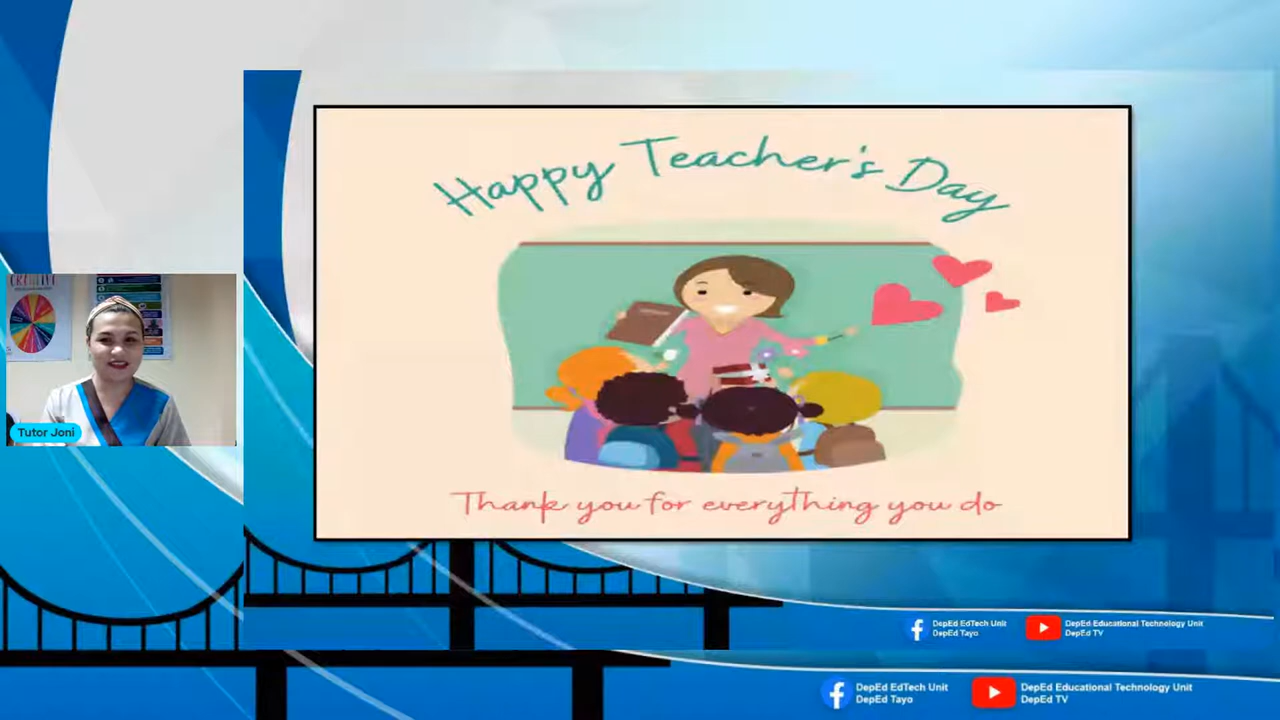 Happy Teacher's Day
Thank you for everything you do
CREATIVE
Tutor Joni
DepEd EdTech Unit
DepEd Tayo
DepEd Educational Technology Unit
DepEd TV
DepEd EdTech Unit
DepEd Tayo
DepEd Educational Technology Unit
DepEd TV